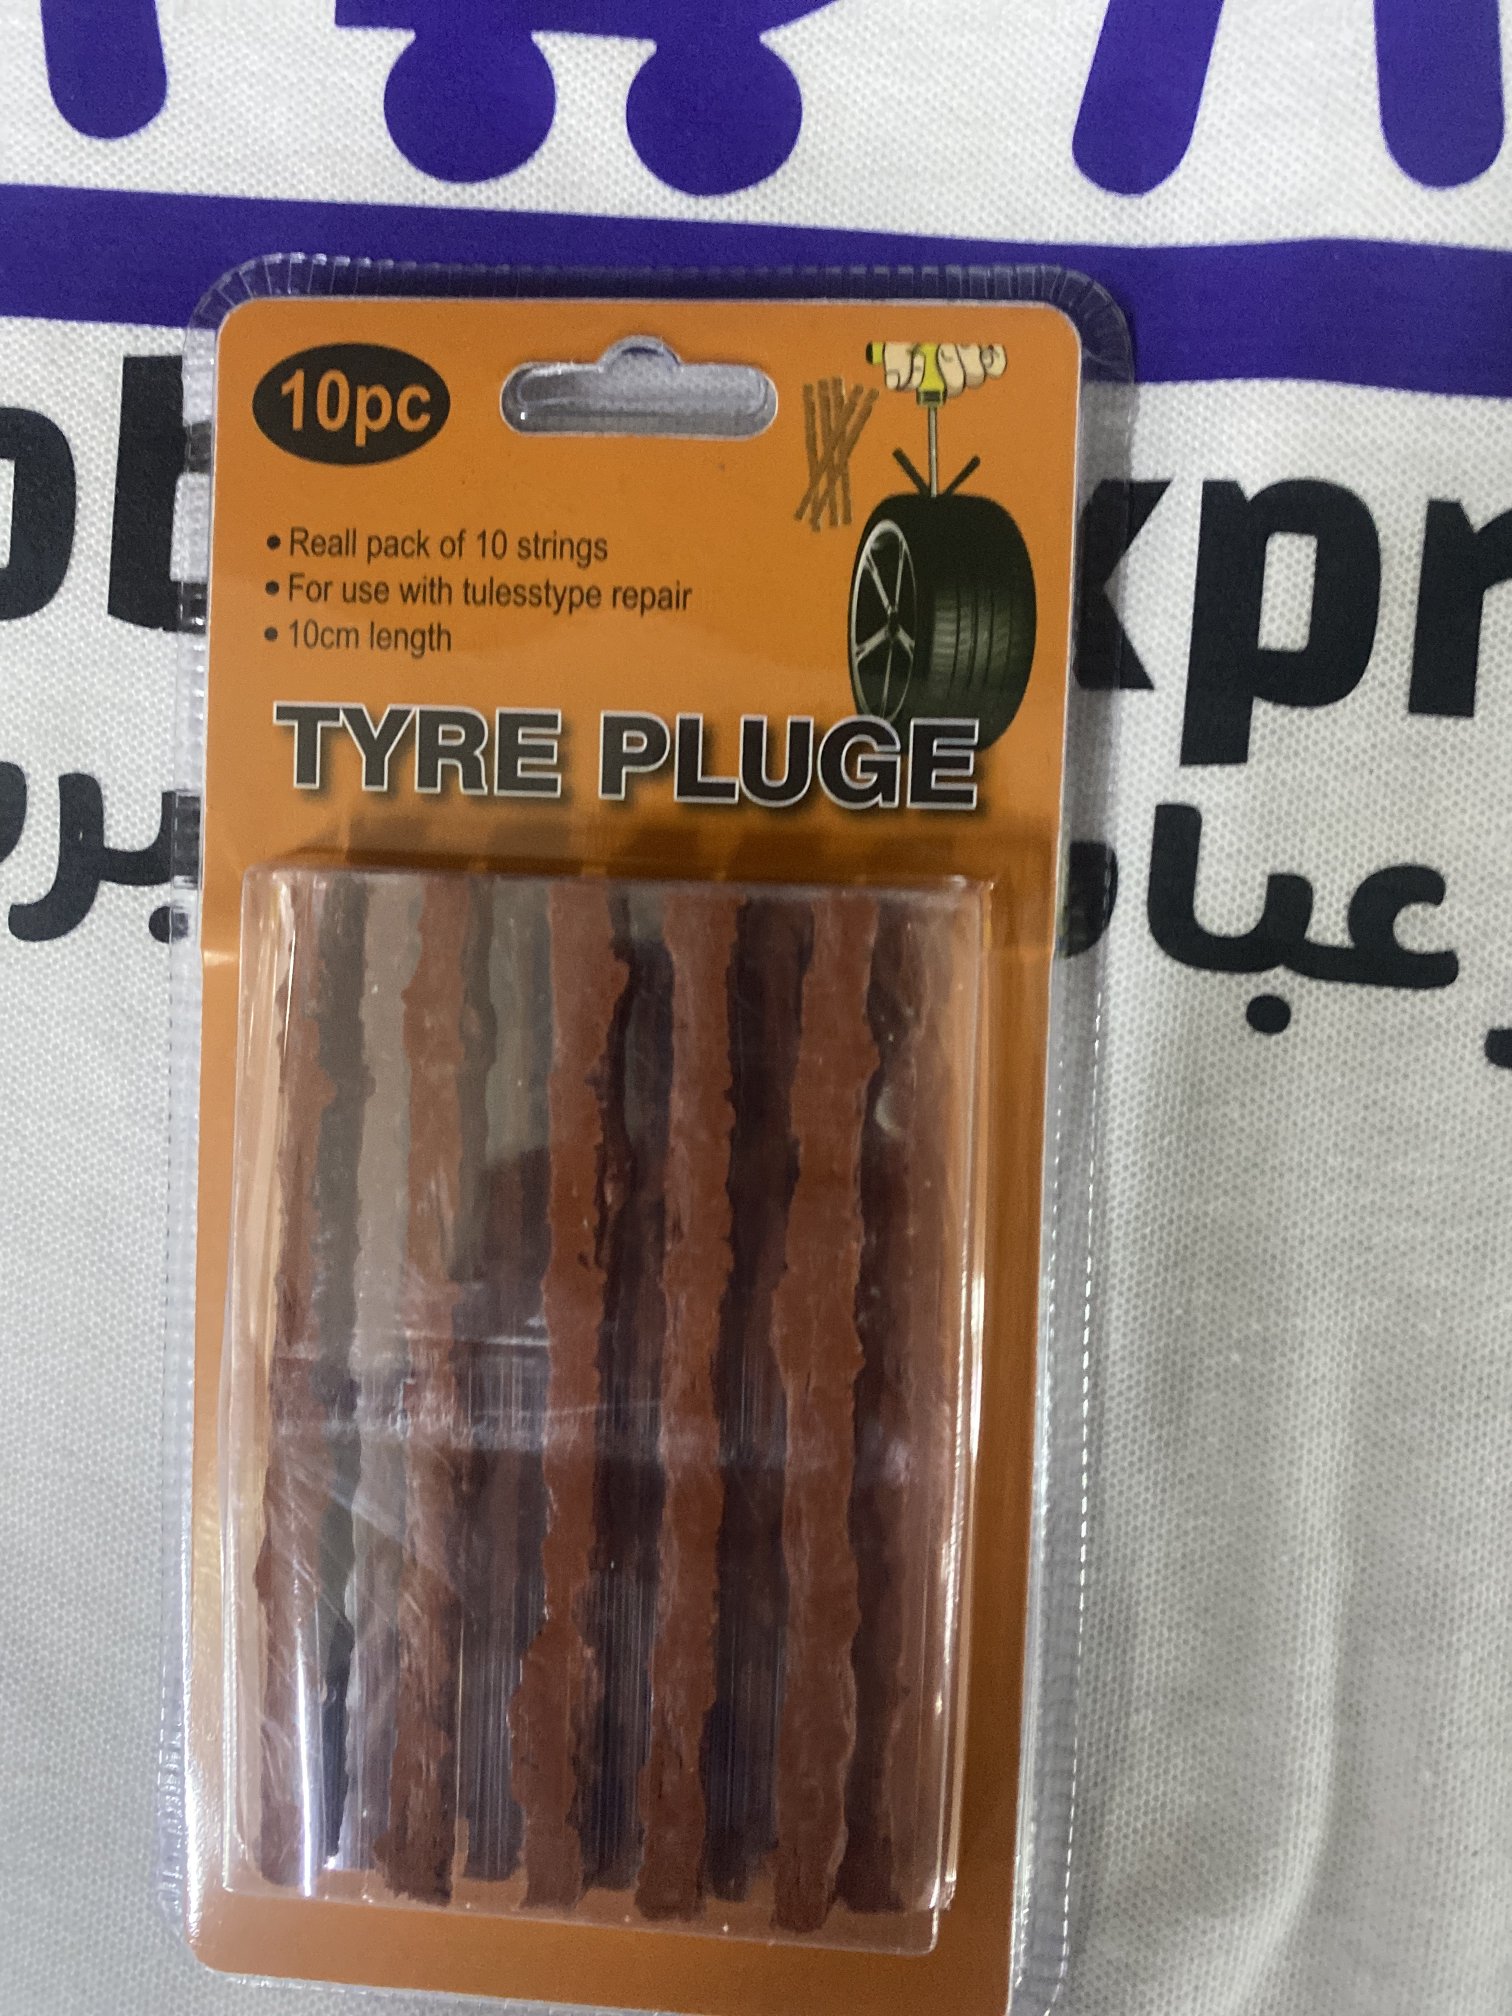 10pc
• Reall pack of 10 strings
• For use with tulesstype repair
• 10cm length
TYRE PLUGE